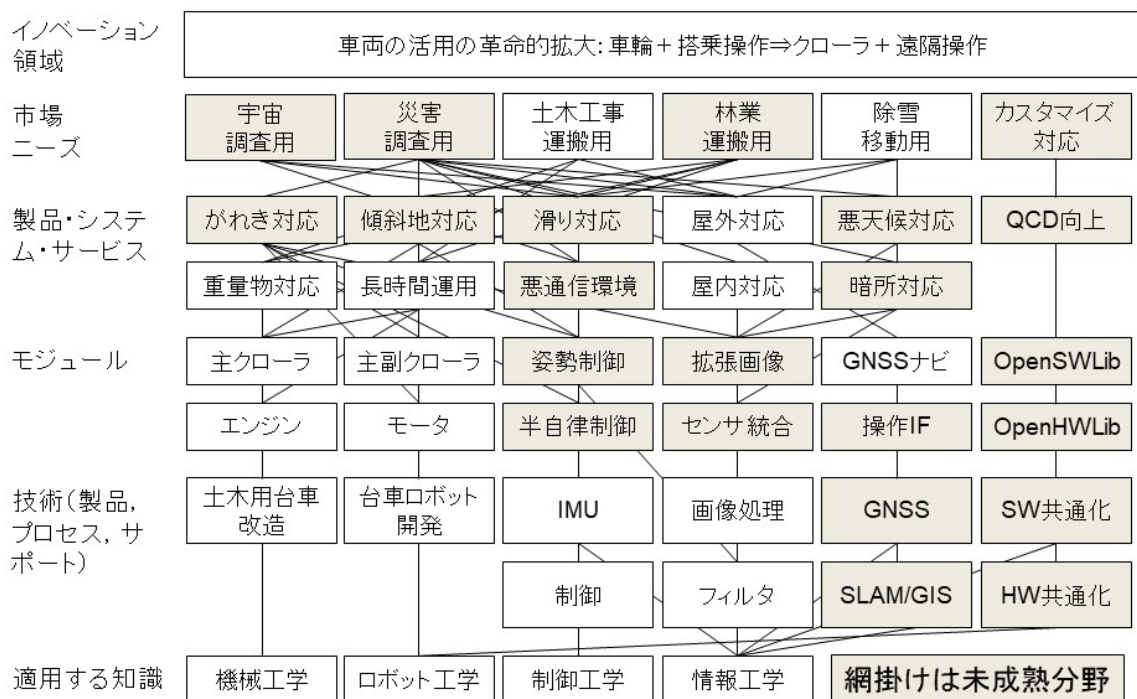 イノベーション
領域
車両の活用の革命的拡大: 車輪+搭乗操作⇒クローラ+遠隔操作
市場
ニーズ
宇宙
調査用
災害
調査用
土木工事
運搬用
林業
運搬用
除雪
移動用
カスタマイズ
対応
製品・システ
ム・サービス
がれき対応
傾斜地対応
滑り対応
屋外対応
悪天候対応
QCD向上
重量物対応
長時間運用
悪通信環境
屋内対応
暗所対応
モジュール
主クローラ
主副クローラ
姿勢制御
拡張画像
GNSSナビ
OpenSWLib
エンジン
モータ
半自律制御
センサ統合
操作IF
OpenHWLib
技術(製品,
プロセス, サ
ポート)
土木用台車
改造
台車ロボット
開発
IMU
画像処理
GNSS
SW共通化
制御
フィルタ
SLAM/GIS
HW共通化
適用する知識
機械工学
ロボット工学
制御工学
情報工学
網掛けは未成熟分野